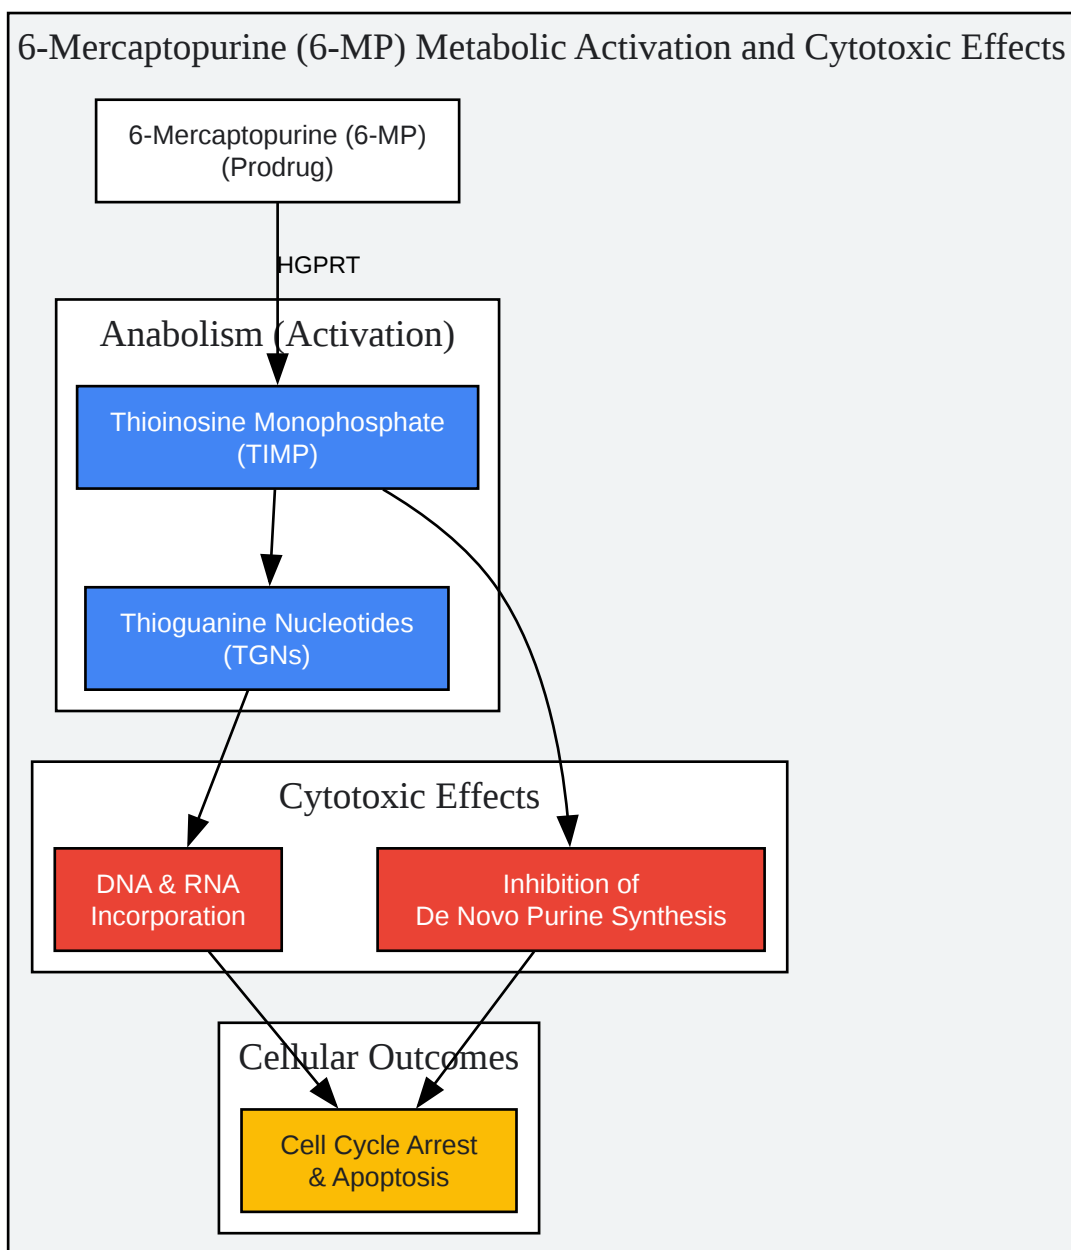 6-Mercaptopurine (6-MP) Metabolic Activation and Cytotoxic Effects
6-Mercaptopurine (6-MP)
(Prodrug)
HGPRT
Anabolism (Activation)
Thioinosine Monophosphate
(TIMP)
Thioguanine Nucleotides
(TGNs)
Cytotoxic Effects
DNA & RNA
Incorporation
Inhibition of
De Novo Purine Synthesis
Cellular Outcomes
Cell Cycle Arrest
& Apoptosis